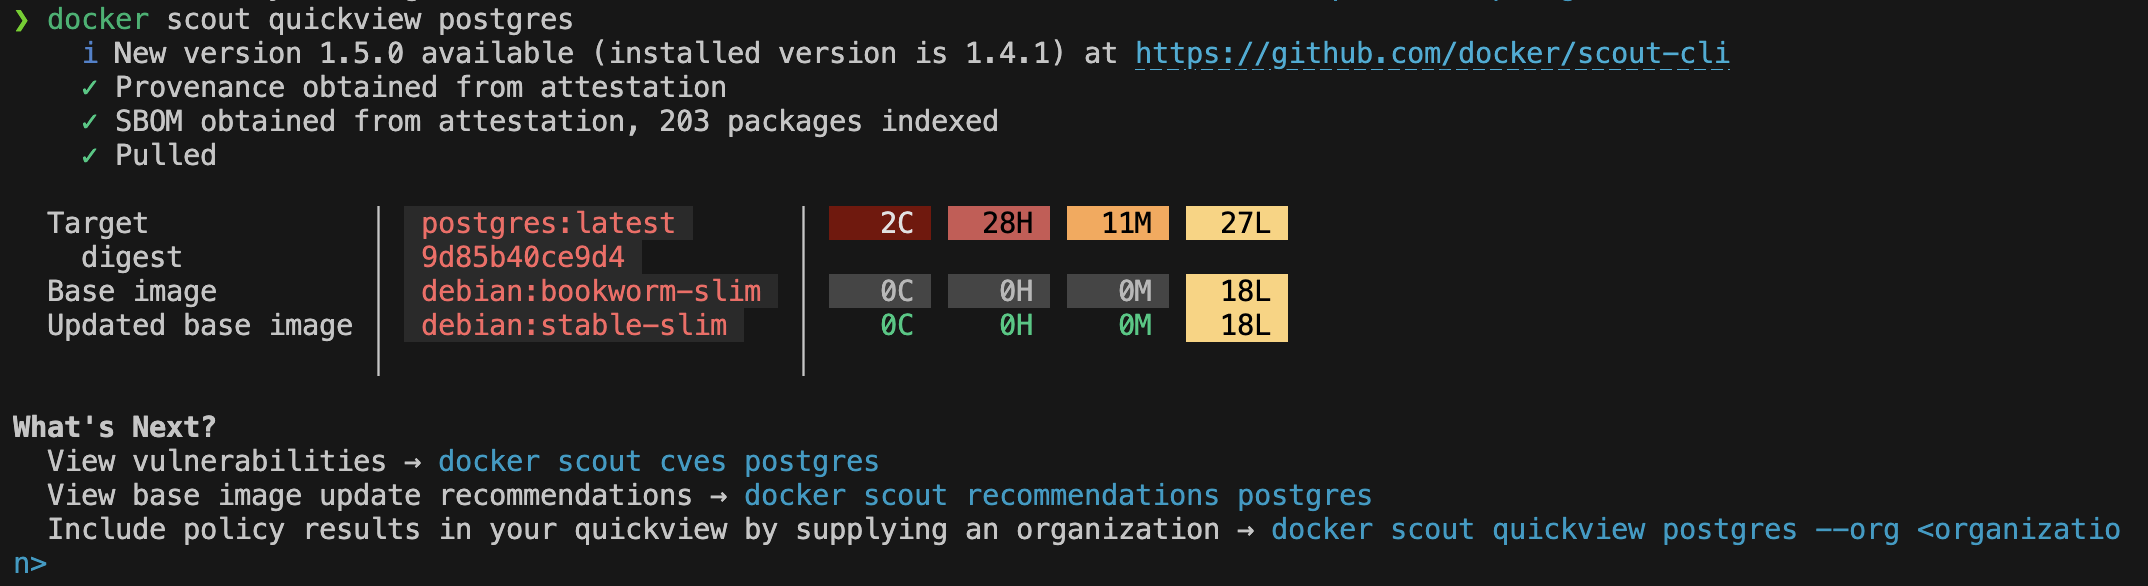 ❯ docker scout quickview postgres
i New version 1.5.0 available (installed version is 1.4.1) at https://github.com/docker/scout-cli
✓ Provenance obtained from attestation
✓ SBOM obtained from attestation, 203 packages indexed
✓ Pulled
Target │ postgres:latest │ 2C 28H 11M 27L
digest │ 9d85b40ce9d4 │
Base image │ debian:bookworm-slim │ 0C 0H 0M 18L
Updated base image │ debian:stable-slim │ 0C 0H 0M 18L
What's Next?
View vulnerabilities → docker scout cves postgres
View base image update recommendations → docker scout recommendations postgres
Include policy results in your quickview by supplying an organization → docker scout quickview postgres --org <organizatio
n>